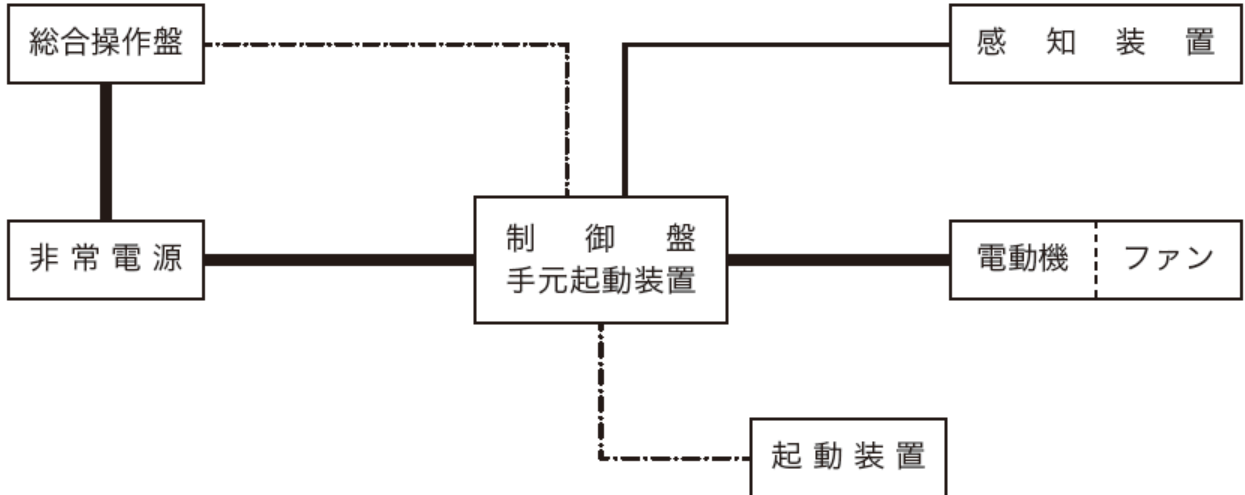 総合操作盤
感知装置
非常電源
制御盤
手元起動装置
電動機
ファン
起動装置